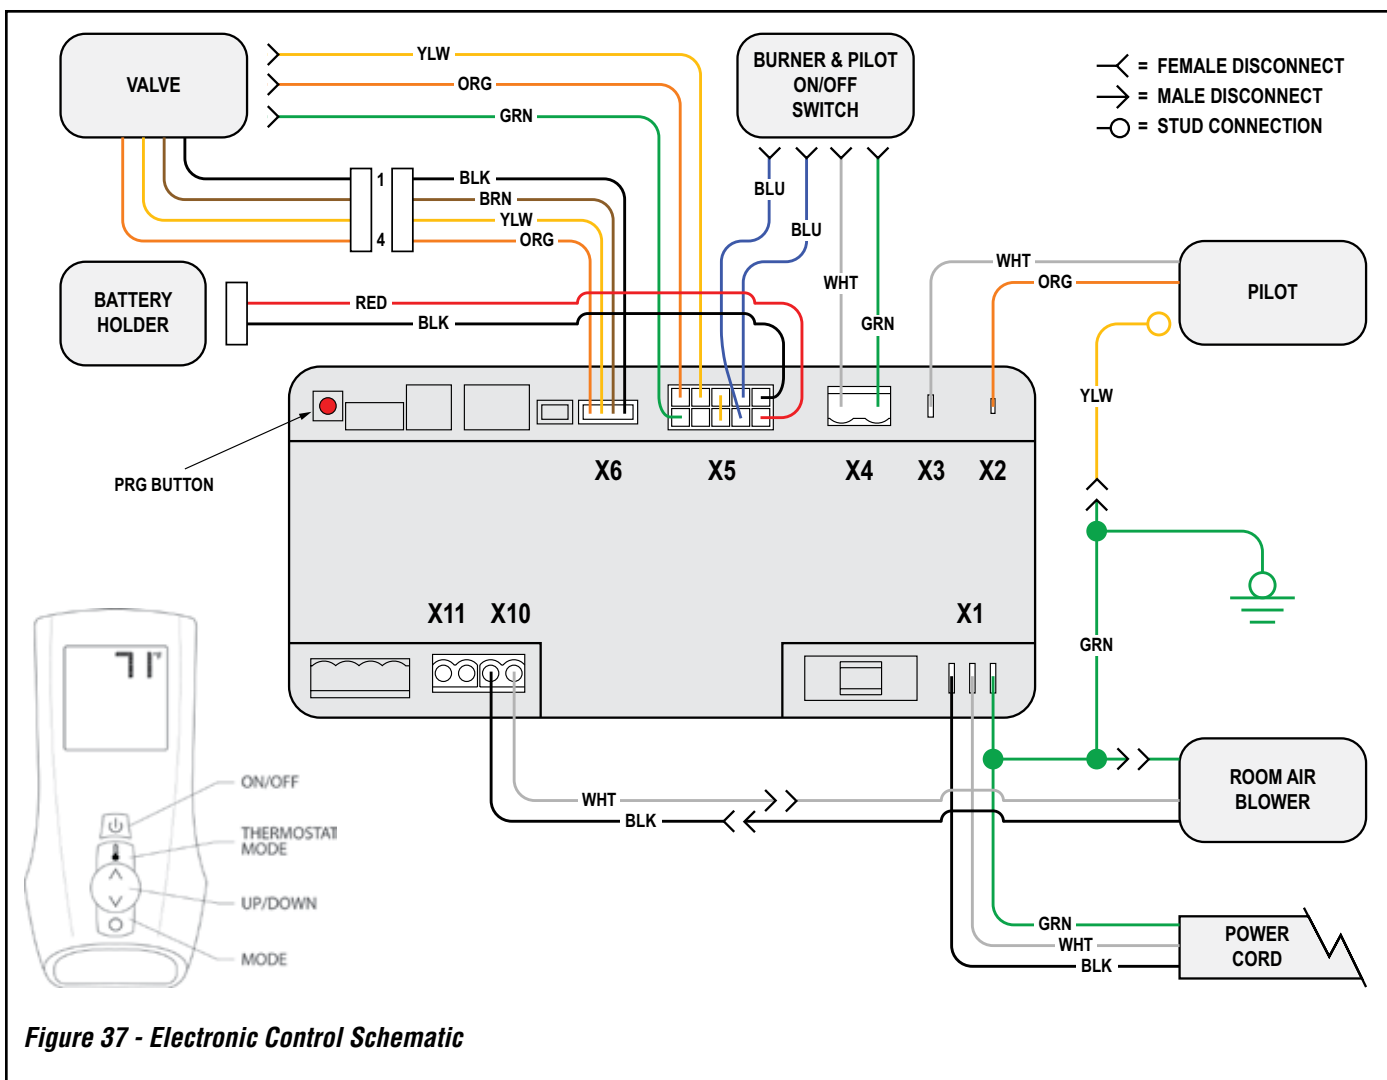 VALVE
YLW
ORG
GRN
BURNER & PILOT
ON/OFF
SWITCH
= FEMALE DISCONNECT
= MALE DISCONNECT
= STUD CONNECTION
1
4
BLK
BRN
YLW
ORG
BLU
BLU
WHT
GRN
BATTERY
HOLDER
RED
BLK
WHT
ORG
PILOT
YLW
PRG BUTTON
X6
X5
X4
X3
X2
X11
X10
X1
GRN
71°F
ON/OFF
THERMOSTAT
MODE
UP/DOWN
MODE
WHT
BLK
ROOM AIR
BLOWER
GRN
WHT
BLK
POWER
CORD
Figure 37 - Electronic Control Schematic